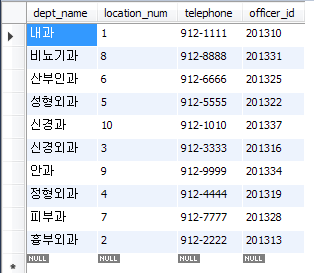 dept_name location_num telephone officer_id
내과 1 912-1111 201310
비뇨기과 8 912-8888 201331
산부인과 6 912-6666 201325
성형외과 5 912-5555 201322
신경과 10 912-1010 201337
신경외과 3 912-3333 201316
안과 9 912-9999 201334
정형외과 4 912-4444 201319
피부과 7 912-7777 201328
흉부외과 2 912-2222 201313
NULL NULL NULL NULL